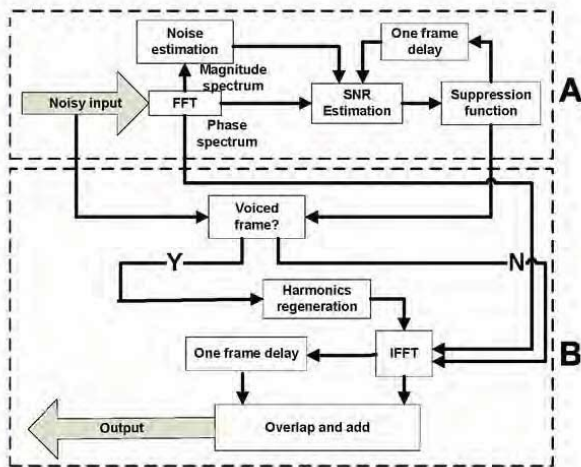 Noise
estimation
One frame
delay
Magnitude
spectrum
Noisy input
FFT
SNR
Estimation
Suppression
function
A
Phase
spectrum
Voiced
frame?
Y
N
Harmonics
regeneration
One frame delay
IFFT
B
Output
Overlap and add